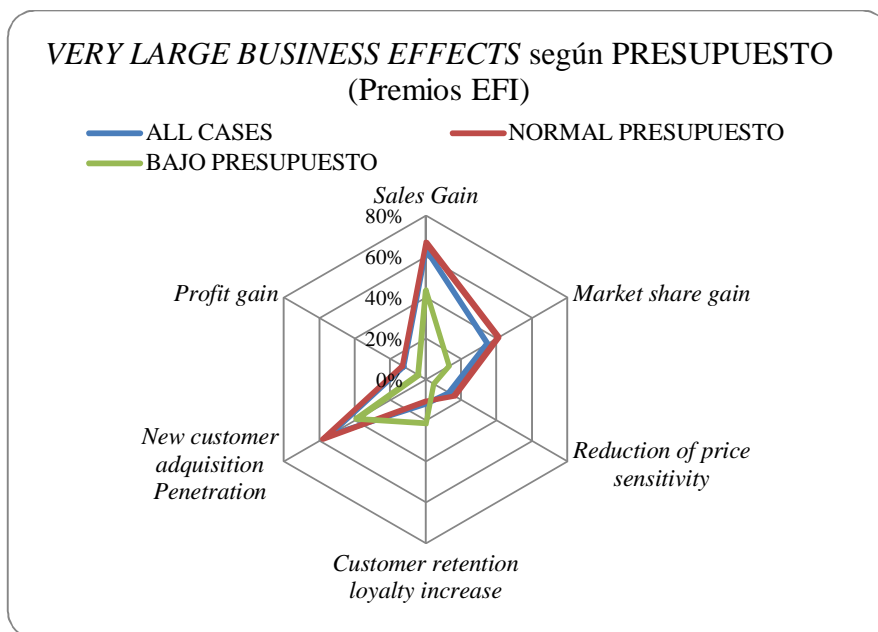 VERY LARGE BUSINESS EFFECTS según PRESUPUESTO
(Premios EFI)
ALL CASES
NORMAL PRESUPUESTO
BAJO PRESUPUESTO
Sales Gain
80%
60%
40%
20%
0%
Profit gain
Market share gain
New customer
adquisition
Penetration
Reduction of price
sensitivity
Customer retention
loyalty increase